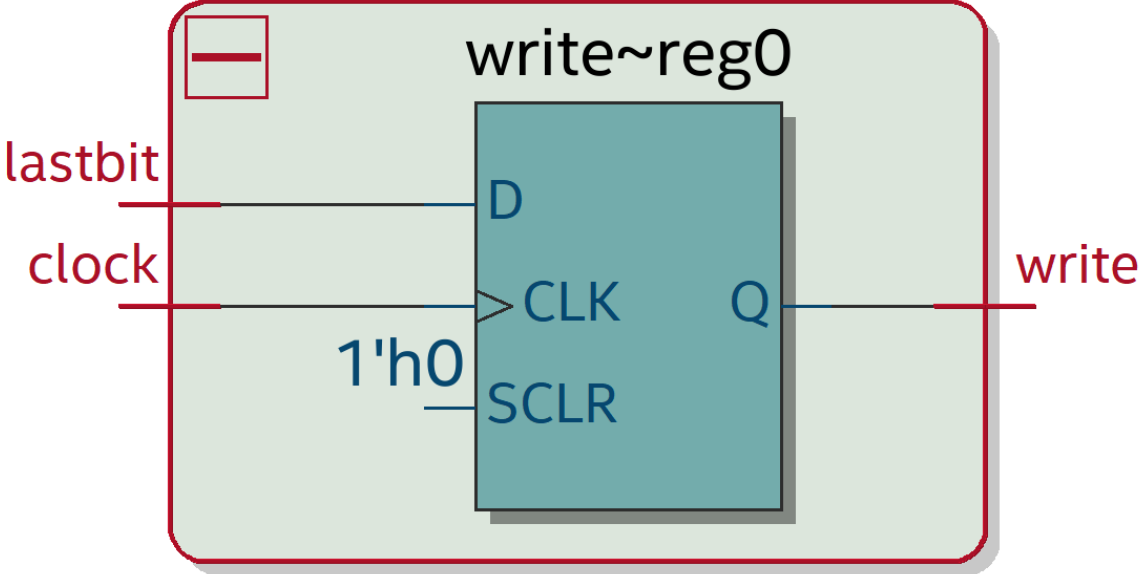 write~reg0
lastbit
D
clock
CLK
Q
write
1'h0
SCLR